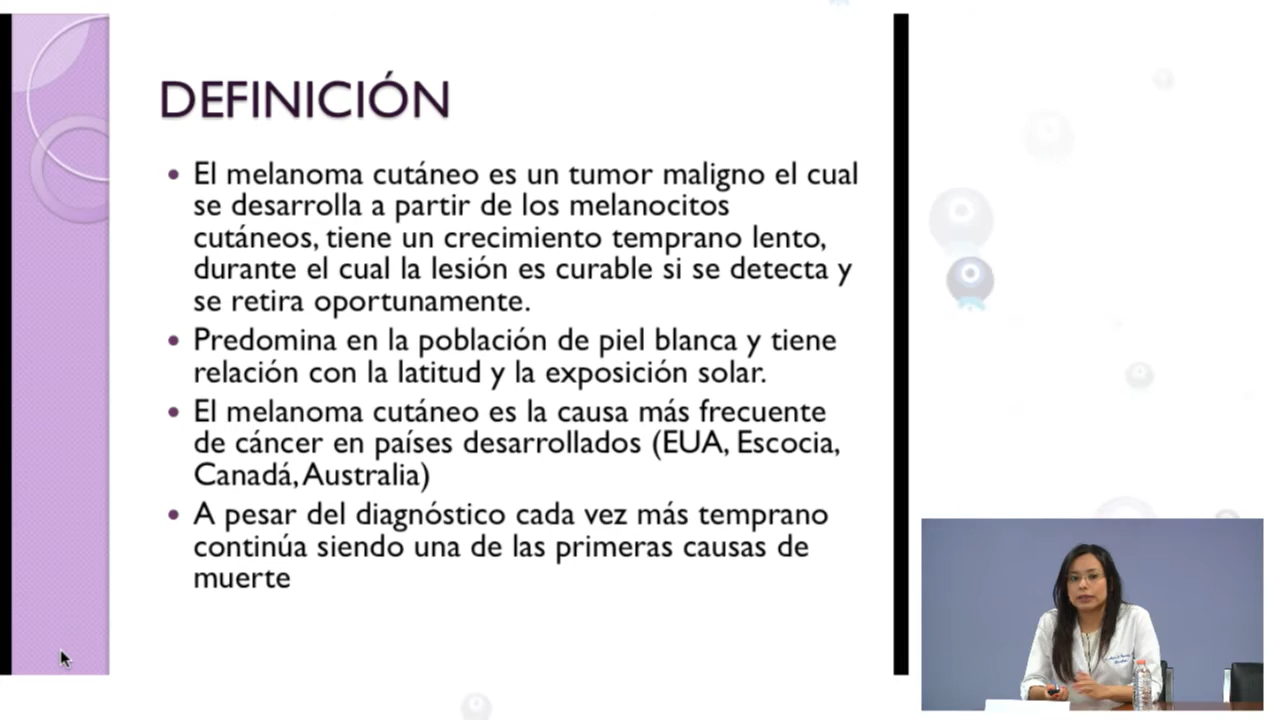 DEFINICIÓN
• El melanoma cutáneo es un tumor maligno el cual
se desarrolla a partir de los melanocitos
cutáneos, tiene un crecimiento temprano lento,
durante el cual la lesión es curable si se detecta y
se retira oportunamente.
• Predomina en la población de piel blanca y tiene
relación con la latitud y la exposición solar.
• El melanoma cutáneo es la causa más frecuente
de cáncer en países desarrollados (EUA, Escocia,
Canadá, Australia)
• A pesar del diagnóstico cada vez más temprano
continúa siendo una de las primeras causas de
muerte